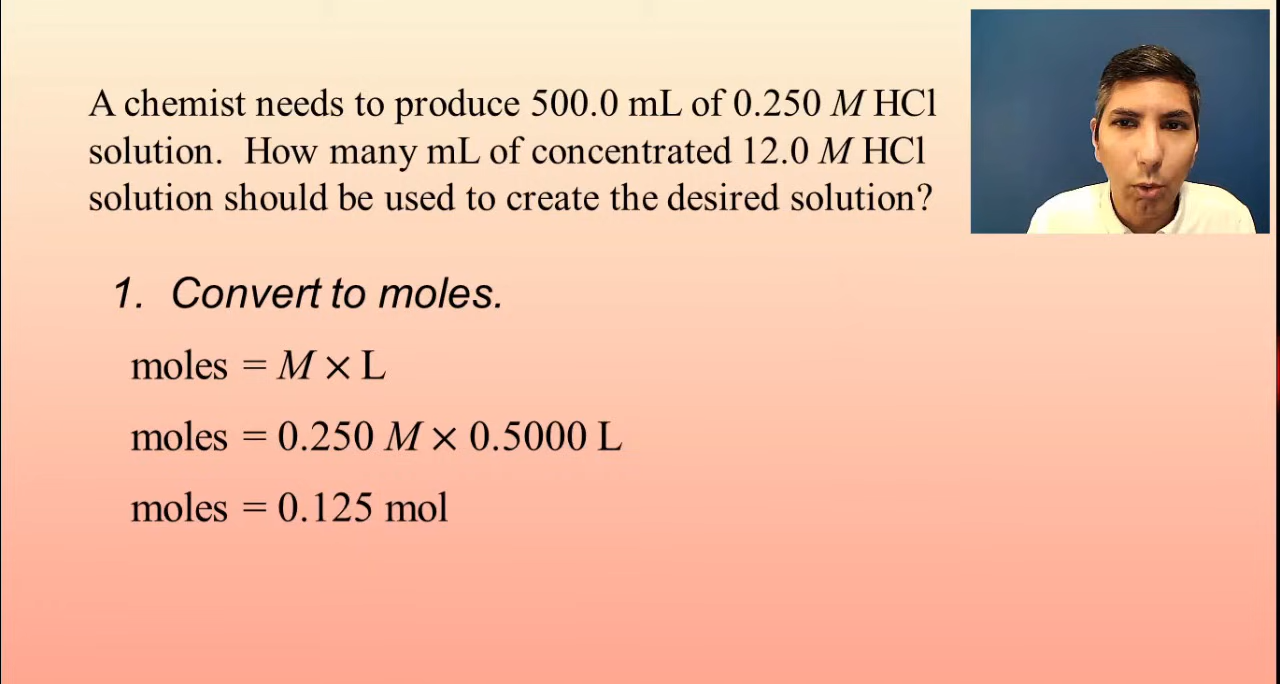 A chemist needs to produce 500.0 mL of 0.250 M HCl
solution.  How many mL of concentrated 12.0 M HCl
solution should be used to create the desired solution?
1. Convert to moles.
moles = M × L
moles = 0.250 M × 0.5000 L
moles = 0.125 mol